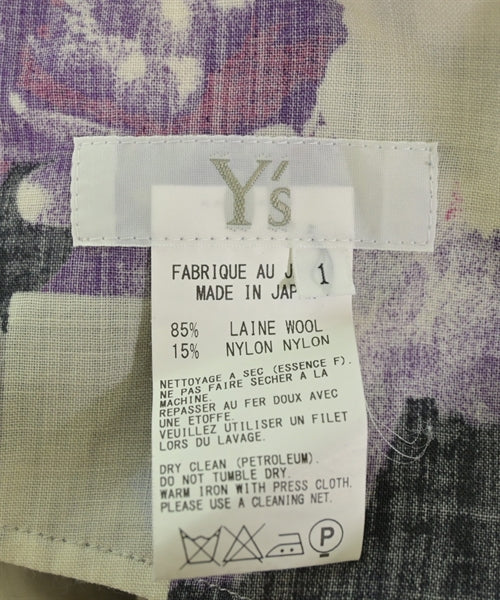 Y's
1
FABRIQUE AU J
MADE IN JAP
85% LAINE WOOL
15% NYLON NYLON
NETTOYAGE A SEC (ESSENCE F).
NE PAS FAIRE SECHER A LA
MACHINE.
REPASSER AU FER DOUX AVEC
UNE ETOFFE.
VEUILLEZ UTILISER UN FILET
LORS DU LAVAGE.
DRY CLEAN (PETROLEUM).
DO NOT TUMBLE DRY.
WARM IRON WITH PRESS CLOTH.
PLEASE USE A CLEANING NET.
P